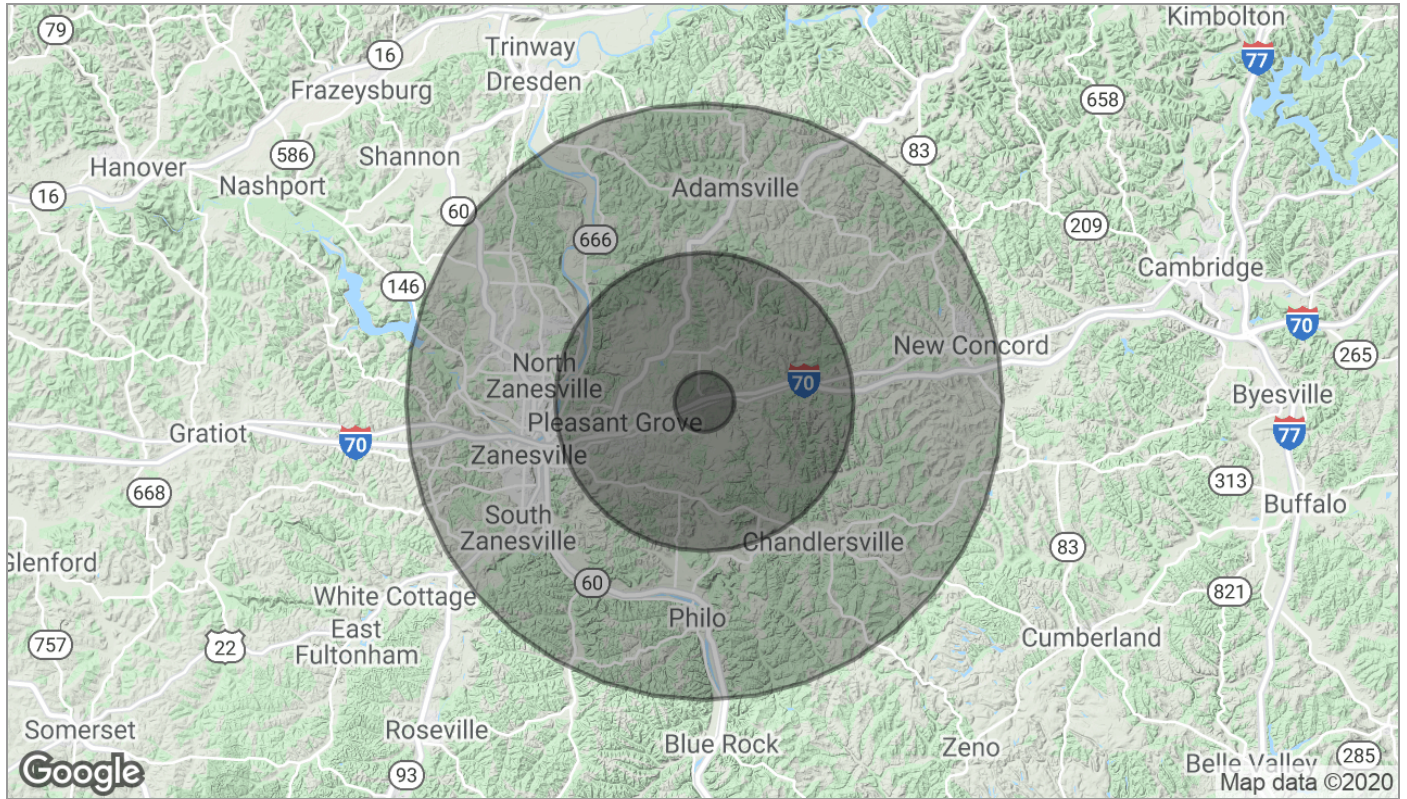 Kimbolton
79
Trinway
16
77
Dresden
Frazeysburg
658
83
586
Shannon
Hanover
Nashport
Adamsville
16
60
209
666
Cambridge
146
70
New Concord
265
North
Zanesville
70
Byesville
Pleasant Grove
Gratiot
70
77
Zanesville
313
668
Buffalo
South
Zanesville
Chandlersville
83
Glenford
60
821
White Cottage
Philo
East
Fultonham
757
22
Cumberland
Somerset
Roseville
Blue Rock
Zeno
285
Belle Valley
Google
93
Map data ©2020